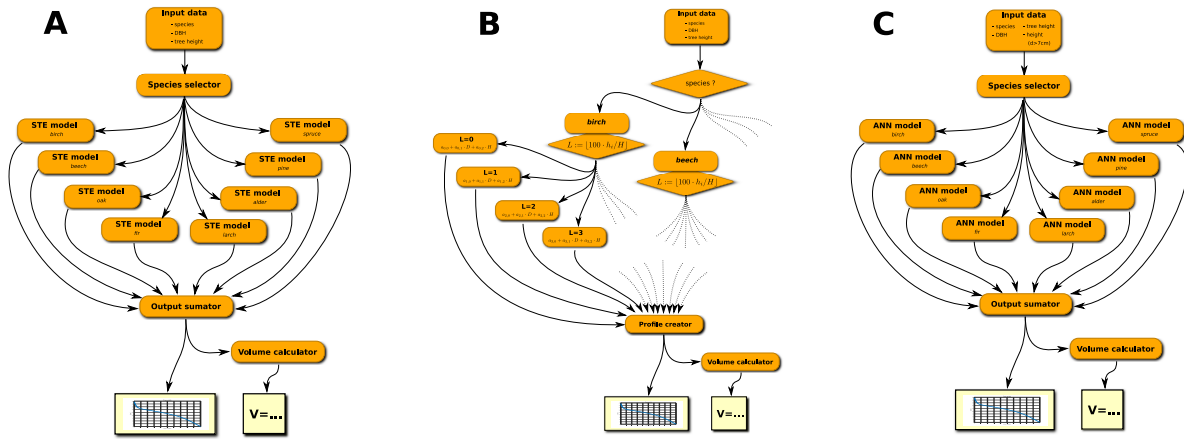 A
Input data
- species
- DBH
- tree height
Species selector
STE model
birch
STE model
spruce
STE model
beech
STE model
pine
STE model
oak
STE model
alder
STE model
fir
STE model
larch
Output sumator
Volume calculator
V=...
B
Input data
- species
- DBH
- tree height
species ?
birch
L := ⌊100 · hᵢ/H⌋
beech
L := ⌊100 · hᵢ/H⌋
L=0
L=1
L=2
L=3
Profile creator
Volume calculator
V=...
C
Input data
- species - tree height
- DBH - height
(d>7cm)
Species selector
ANN model
birch
ANN model
spruce
ANN model
beech
ANN model
pine
ANN model
oak
ANN model
alder
ANN model
fir
ANN model
larch
Output sumator
Volume calculator
V=...